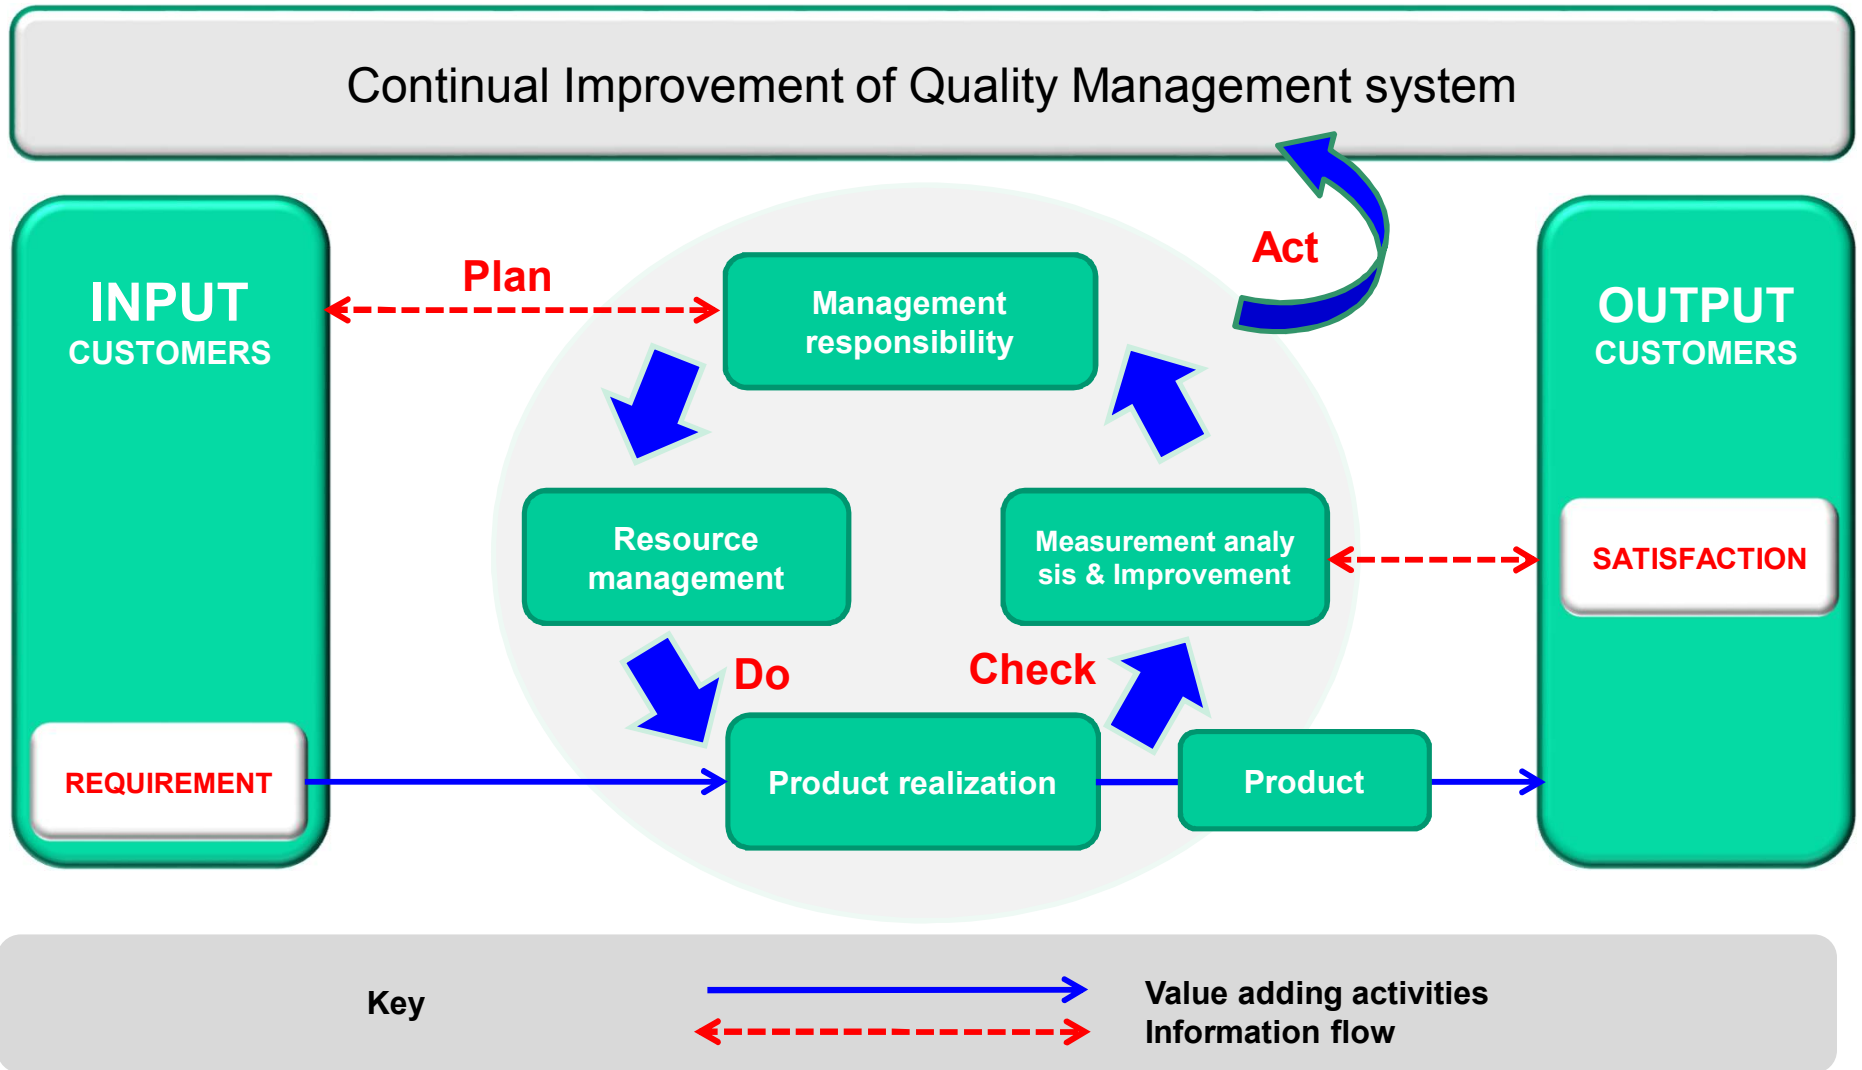 Continual Improvement of Quality Management system
INPUT
CUSTOMERS
Plan
Management
responsibility
Act
OUTPUT
CUSTOMERS
Resource
management
Measurement analy
sis & Improvement
SATISFACTION
Do
Check
REQUIREMENT
Product realization
Product
Key
Value adding activities
Information flow